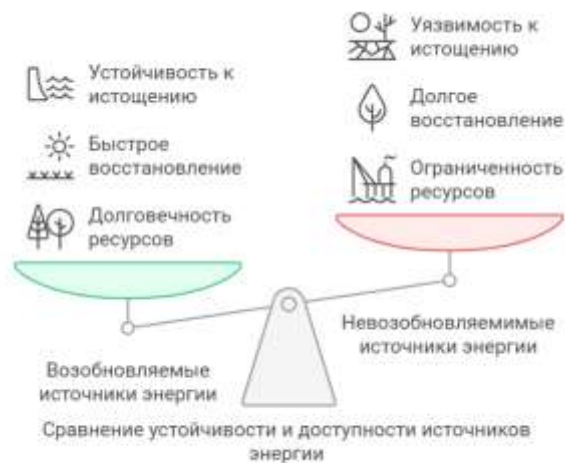 Устойчивость к
истощению
Быстрое
восстановление
Долговечность
ресурсов
Уязвимость к
истощению
Долгое
восстановление
Ограниченность
ресурсов
Возобновляемые
источники энергии
Невозобновляемимые
источники энергии
Сравнение устойчивости и доступности источников
энергии